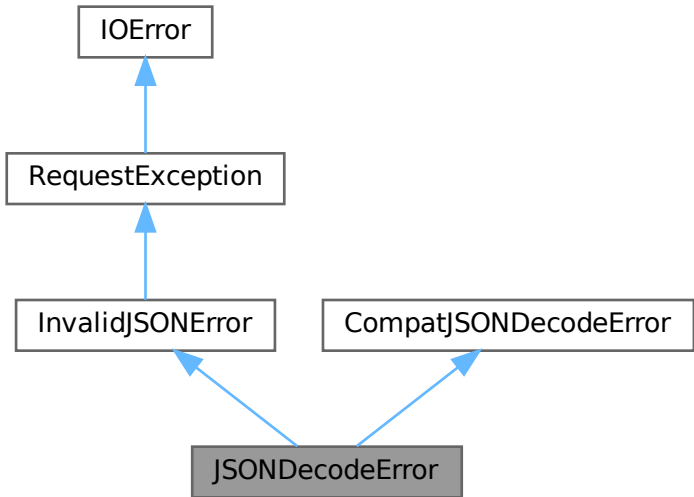 IOError
RequestException
InvalidJSONError
CompatJSONDecodeError
JSONDecodeError